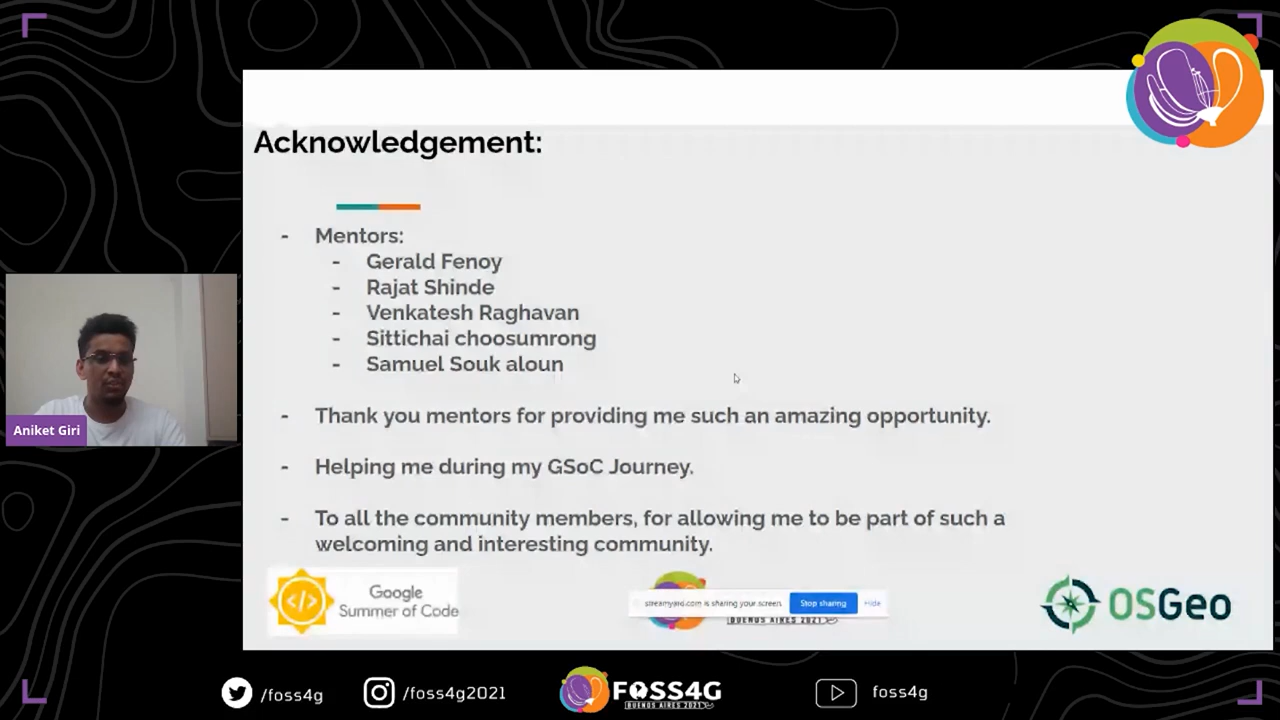 Acknowledgement:
- Mentors:
- Gerald Fenoy
- Rajat Shinde
- Venkatesh Raghavan
- Sittichai choosumrong
- Samuel Souk aloun
- Thank you mentors for providing me such an amazing opportunity.
- Helping me during my GSoC Journey.
- To all the community members, for allowing me to be part of such a
welcoming and interesting community.
Aniket Giri
Google
Summer of Code
streamyard.com is sharing your screen.
Stop sharing
Hide
BUENOS AIRES 2021
OSGeo
/foss4g
/foss4g2021
FOSS4G
BUENOS AIRES 2021
foss4g